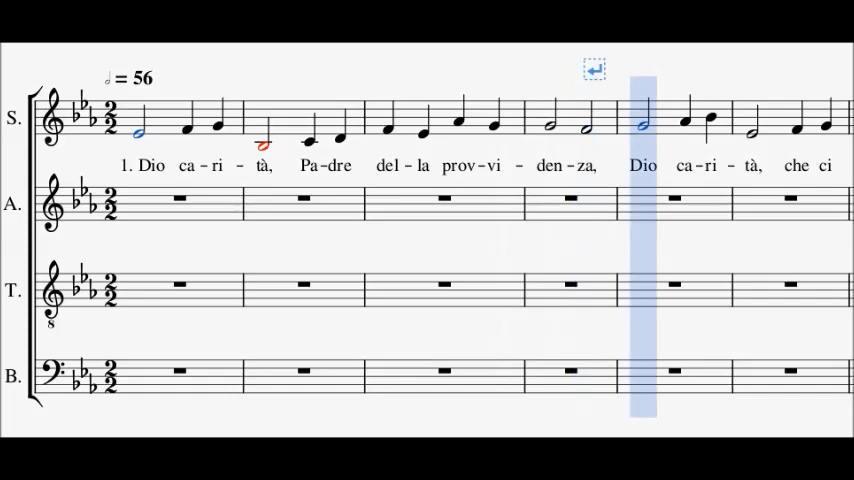 = 56
S.
1. Dio ca – ri – tà, Pa–dre del – la prov–vi – den–za, Dio ca–ri – tà, che ci
A.
T.
8
B.